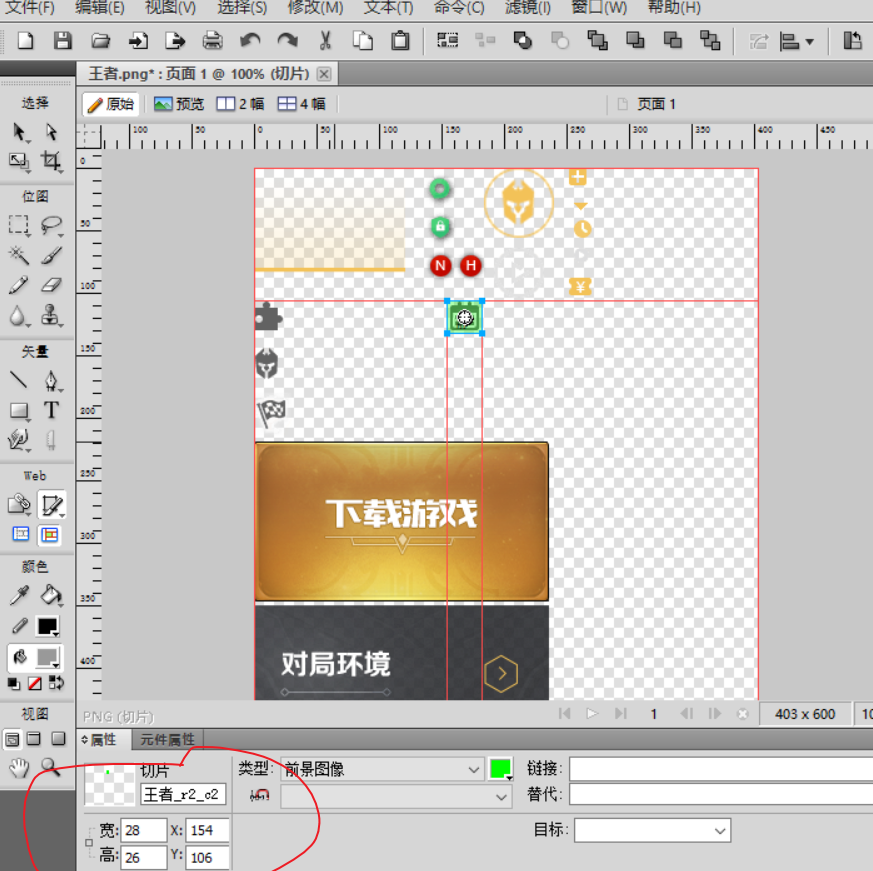 文件(F) 编辑(E) 视图(V) 选择(S) 修改(M) 文本(T) 命令(C) 滤镜(I) 窗口(W) 帮助(H)
王者.png* : 页面 1 @ 100% (切片)
选择
原始 预览 2 幅 4 幅 页面 1
100 50 0 50 100 150 200 250 300 350 400 450
位图
矢量
Web
颜色
视图
0
50
100
150
200
250
300
350
400
N H
¥
下载游戏
对局环境
PNG (切片) 1 403 x 600 10
属性 元件属性
切片 类型: 前景图像 链接:
王者_r2_c2 替代:
宽: 28 X: 154 目标:
高: 26 Y: 106